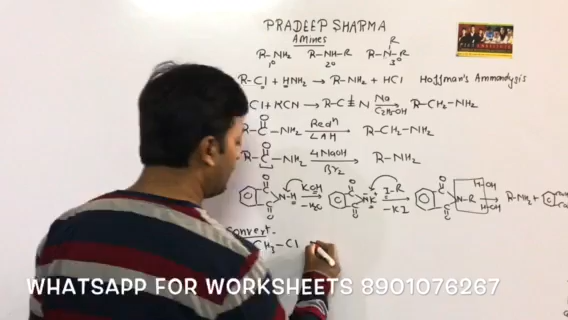 PRADEEP SHARMA
Amines
R-NH₂ R-NH-R R-N-R
R
1° 2° 3°
R-Cl + HNH₂ → R-NH₂ + HCl Hoffman's Ammonolysis
Cl + KCN → R-C≡N Na C₂H₅OH → R-CH₂-NH₂
R-C-NH₂ Redⁿ LAH → R-CH₂-NH₂
O
R-C-NH₂ 4NaOH Br₂ → R-NH₂
O
N-H KOH -H₂O → NK I-R -KI → N-R H OH H OH → R-NH₂ +
Convert -
CH₃-Cl
WHATSAPP FOR WORKSHEETS 8901076267